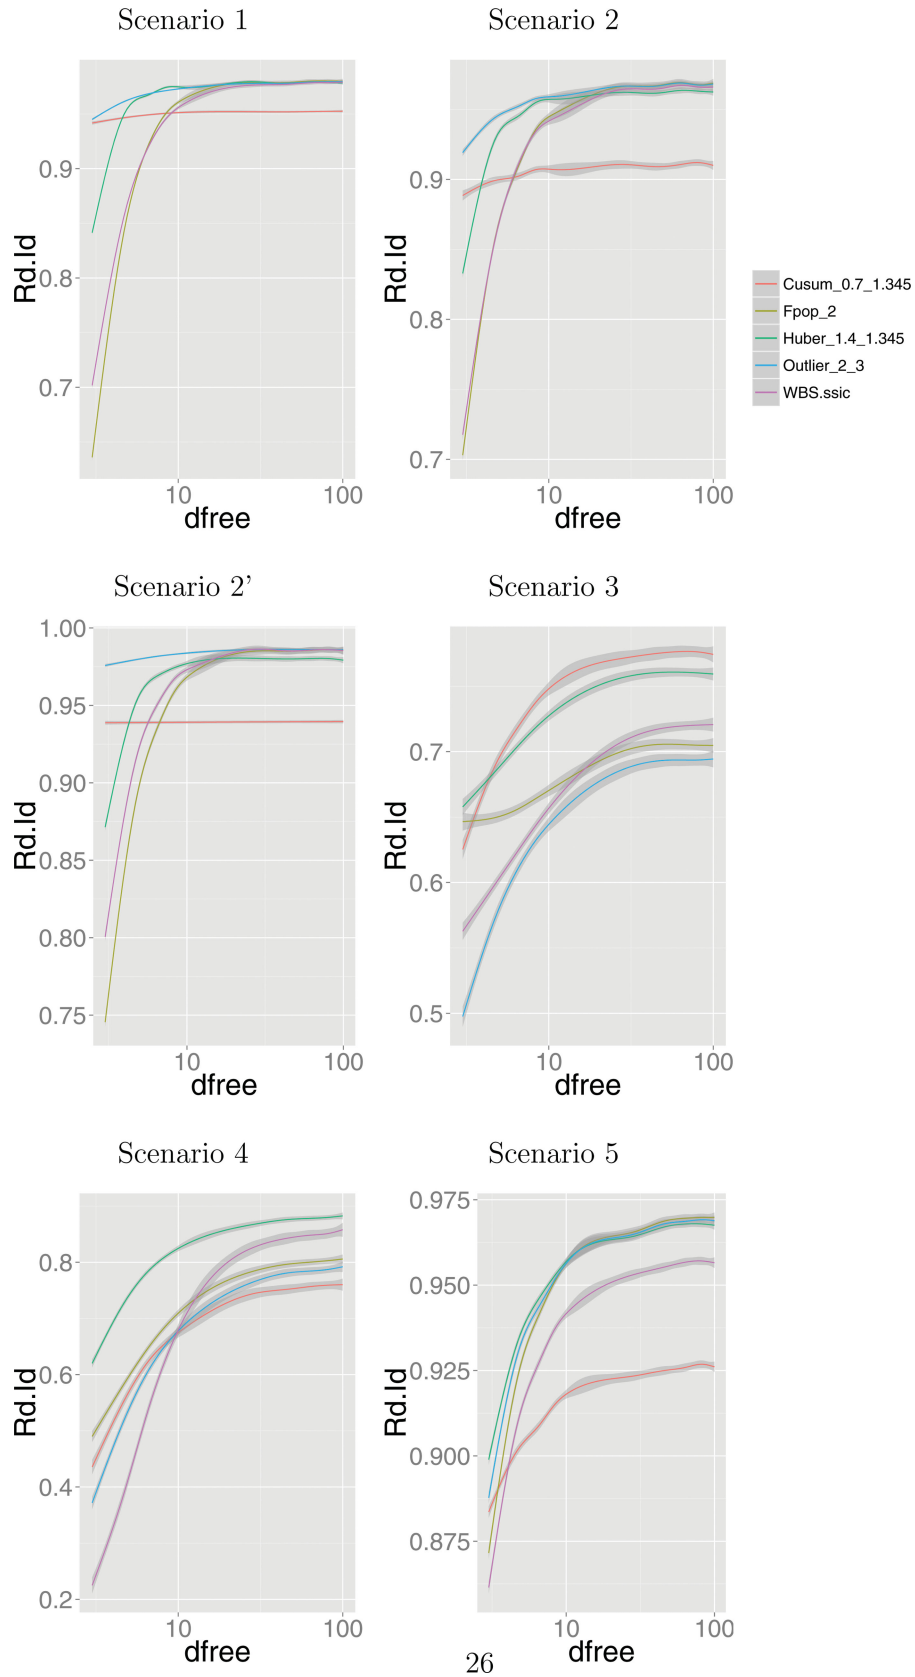 Scenario 1
Rd.Id
0.9
0.8
0.7
10
100
dfree
Scenario 2
Rd.Id
0.9
0.8
0.7
10
100
dfree
Cusum_0.7_1.345
Fpop_2
Huber_1.4_1.345
Outlier_2_3
WBS.ssic
Scenario 2'
Rd.Id
1.00
0.95
0.90
0.85
0.80
0.75
10
100
dfree
Scenario 3
Rd.Id
0.7
0.6
0.5
10
100
dfree
Scenario 4
Rd.Id
0.8
0.6
0.4
0.2
10
100
dfree
Scenario 5
Rd.Id
0.975
0.950
0.925
0.900
0.875
10
100
dfree
26